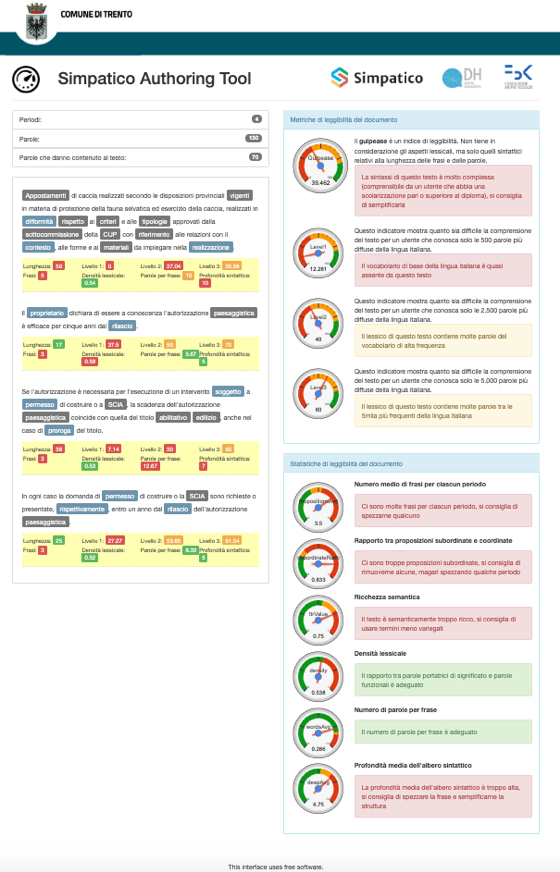 COMUNE DI TRENTO
Simpatico Authoring Tool
Simpatico
DH
FBK
Periodi: 4
Parole: 130
Parole che danno contenuto al testo: 70
Appostamenti di caccia realizzati secondo le disposizioni provinciali vigenti
in materia di protezione della fauna selvatica ed esercizio della caccia, realizzati in
difformità rispetto ai criteri e alle tipologie approvati dalla
sottocommissione della CUP con riferimento alle relazioni con il
contesto, alle forme e ai materiali da impiegare nella realizzazione.
Lunghezza: 50 Livello 1: 0 Livello 2: 37.04 Livello 3: 55.56
Frasi: 5 Densità lessicale: 0.54 Parole per frase: 10 Profondità sintattica: 10
Il proprietario dichiara di essere a conoscenza l'autorizzazione paesaggistica
è efficace per cinque anni dal rilascio.
Lunghezza: 17 Livello 1: 37.5 Livello 2: 50 Livello 3: 70
Frasi: 3 Densità lessicale: 0.59 Parole per frase: 5.67 Profondità sintattica: 5
Se l'autorizzazione è necessaria per l'esecuzione di un intervento soggetto a
permesso di costruire o a SCIA, la scadenza dell'autorizzazione
paesaggistica coincide con quella del titolo abilitativo edilizio, anche nel
caso di proroga del titolo.
Lunghezza: 38 Livello 1: 7.14 Livello 2: 30 Livello 3:
Frasi: 3 Densità lessicale: 0.53 Parole per frase: 12.67 Profondità sintattica: 7
In ogni caso la domanda di permesso di costruire o la SCIA sono richieste o
presentate, rispettivamente, entro un anno dal rilascio dell'autorizzazione
paesaggistica.
Lunghezza: 25 Livello 1: 27.27 Livello 2: 53.85 Livello 3: 61.54
Frasi: 3 Densità lessicale: 0.52 Parole per frase: 8.33 Profondità sintattica: 5
Metriche di leggibilità del documento
Gulpease
39.462
Il gulpease è un indice di leggibilità. Non tiene in
considerazione gli aspetti lessicali, ma solo quelli sintattici
relativi alla lunghezza delle frasi e delle parole.
La sintassi di questo testo è molto complessa
(comprensibile da un utente che abbia una
scolarizzazione pari o superiore al diploma), si consiglia
di semplificarla
Level1
12.281
Questo indicatore mostra quanto sia difficile la comprensione
del testo per un utente che conosca solo le 500 parole più
diffuse della lingua italiana.
Il vocabolario di base della lingua italiana è quasi
assente da questo testo
Level2
40
Questo indicatore mostra quanto sia difficile la comprensione
del testo per un utente che conosca solo le 2.500 parole più
diffuse della lingua italiana.
Il lessico di questo testo contiene molte parole del
vocabolario di alta frequenza
Level3
60
Questo indicatore mostra quanto sia difficile la comprensione
del testo per un utente che conosca solo le 5.000 parole più
diffuse della lingua italiana.
Il lessico di questo testo contiene molte parole tra le
5mila più frequenti della lingua italiana
Statistiche di leggibilità del documento
3.5
Numero medio di frasi per ciascun periodo
Ci sono molte frasi per ciascun periodo, si consiglia di
spezzarne qualcuno
0.833
Rapporto tra proposizioni subordinate e coordinate
Ci sono troppe proposizioni subordinate, si consiglia di
rimuoverne alcune, magari spezzando qualche periodo
ttrValue
0.75
Ricchezza semantica
Il testo è semanticamente troppo ricco, si consiglia di
usare termini meno variegati
density
0.538
Densità lessicale
Il rapporto tra parole portatrici di significato e parole
funzionali è adeguato
wordsAvg
9.286
Numero di parole per frase
Il numero di parole per frase è adeguato
deepAvg
6.75
Profondità media dell'albero sintattico
La profondità media dell'albero sintattico è troppo alta,
si consiglia di spezzare la frase e semplificarne la
struttura
This interface uses free software.